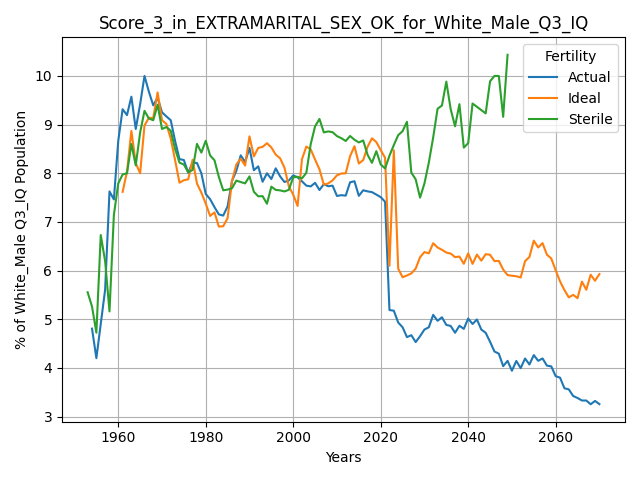 Score_3_in_EXTRAMARITAL_SEX_OK_for_White_Male_Q3_IQ
% of White_Male Q3_IQ Population
10
9
8
7
6
5
4
3
Fertility
Actual
Ideal
Sterile
1960 1980 2000 2020 2040 2060
Years